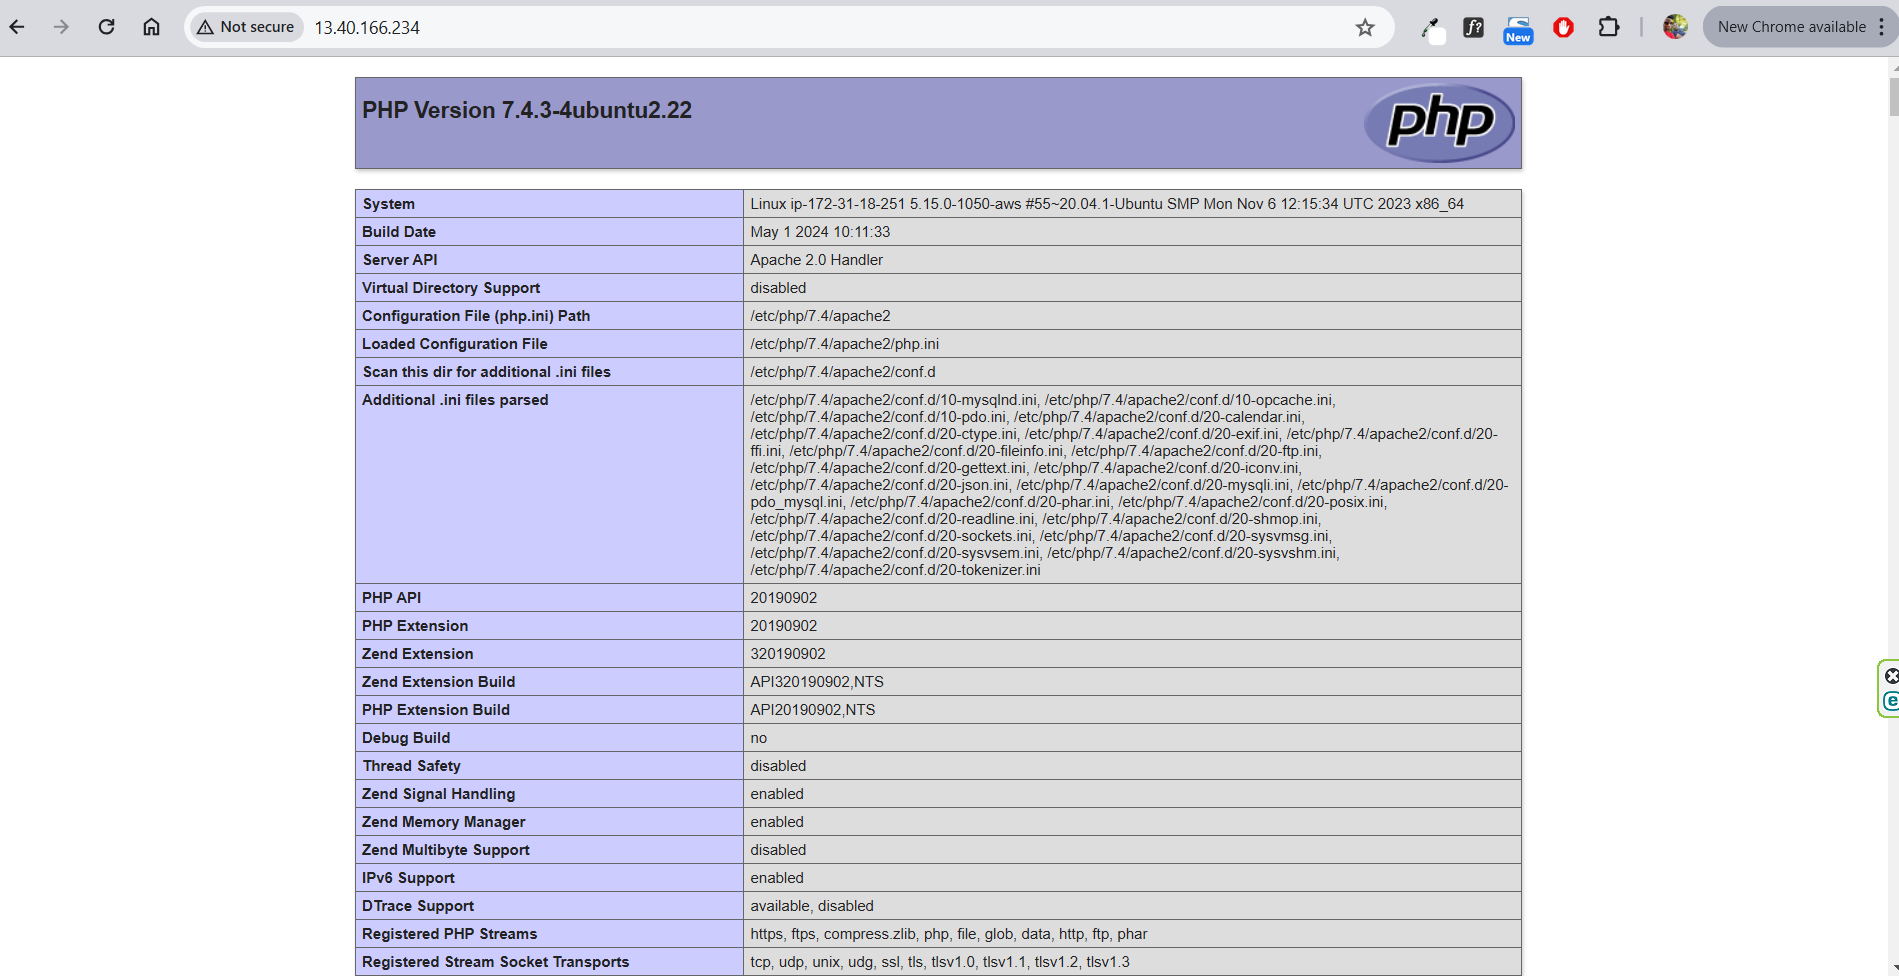 Not secure 13.40.166.234
New
New Chrome available
PHP Version 7.4.3-4ubuntu2.22
php
System Linux ip-172-31-18-251 5.15.0-1050-aws #55~20.04.1-Ubuntu SMP Mon Nov 6 12:15:34 UTC 2023 x86_64
Build Date May 1 2024 10:11:33
Server API Apache 2.0 Handler
Virtual Directory Support disabled
Configuration File (php.ini) Path /etc/php/7.4/apache2
Loaded Configuration File /etc/php/7.4/apache2/php.ini
Scan this dir for additional .ini files /etc/php/7.4/apache2/conf.d
Additional .ini files parsed /etc/php/7.4/apache2/conf.d/10-mysqlnd.ini, /etc/php/7.4/apache2/conf.d/10-opcache.ini,
/etc/php/7.4/apache2/conf.d/10-pdo.ini, /etc/php/7.4/apache2/conf.d/20-calendar.ini,
/etc/php/7.4/apache2/conf.d/20-ctype.ini, /etc/php/7.4/apache2/conf.d/20-exif.ini, /etc/php/7.4/apache2/conf.d/20-
ffi.ini, /etc/php/7.4/apache2/conf.d/20-fileinfo.ini, /etc/php/7.4/apache2/conf.d/20-ftp.ini,
/etc/php/7.4/apache2/conf.d/20-gettext.ini, /etc/php/7.4/apache2/conf.d/20-iconv.ini,
/etc/php/7.4/apache2/conf.d/20-json.ini, /etc/php/7.4/apache2/conf.d/20-mysqli.ini, /etc/php/7.4/apache2/conf.d/20-
pdo_mysql.ini, /etc/php/7.4/apache2/conf.d/20-phar.ini, /etc/php/7.4/apache2/conf.d/20-posix.ini,
/etc/php/7.4/apache2/conf.d/20-readline.ini, /etc/php/7.4/apache2/conf.d/20-shmop.ini,
/etc/php/7.4/apache2/conf.d/20-sockets.ini, /etc/php/7.4/apache2/conf.d/20-sysvmsg.ini,
/etc/php/7.4/apache2/conf.d/20-sysvsem.ini, /etc/php/7.4/apache2/conf.d/20-sysvshm.ini,
/etc/php/7.4/apache2/conf.d/20-tokenizer.ini
PHP API 20190902
PHP Extension 20190902
Zend Extension 320190902
Zend Extension Build API320190902,NTS
PHP Extension Build API20190902,NTS
Debug Build no
Thread Safety disabled
Zend Signal Handling enabled
Zend Memory Manager enabled
Zend Multibyte Support disabled
IPv6 Support enabled
DTrace Support available, disabled
Registered PHP Streams https, ftps, compress.zlib, php, file, glob, data, http, ftp, phar
Registered Stream Socket Transports tcp, udp, unix, udg, ssl, tls, tlsv1.0, tlsv1.1, tlsv1.2, tlsv1.3